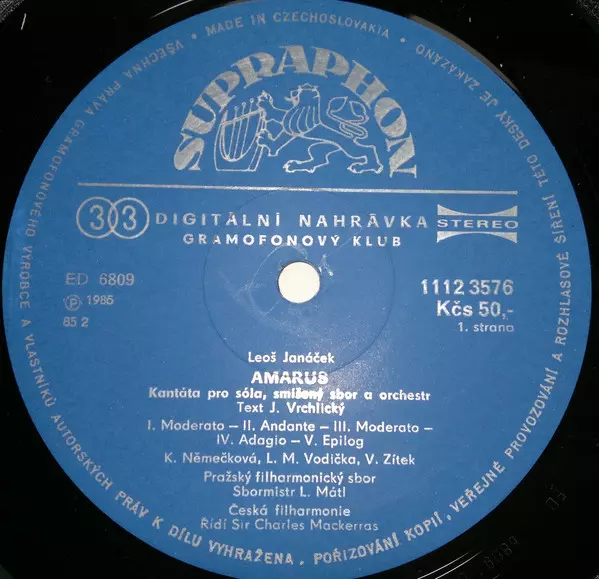 VŠECHNA PRÁVA GRAMOFONOVÉHO VÝROBCE A VLASTNÍKŮ AUTORSKÝCH PRÁV K DÍLU VYHRAŽENA. POŘIZOVÁNÍ KOPIÍ, VEŘEJNÉ PROVOZOVÁNÍ A ROZHLASOVÉ ŠÍŘENÍ TÉTO DESKY JE ZAKÁZÁNO
• MADE IN CZECHOSLOVAKIA •
SUPRAPHON
33 DIGITÁLNÍ NAHRÁVKA STEREO
GRAMOFONOVÝ KLUB
ED 6809
Ⓟ 1985
85 2
1112 3576
Kčs 50,-
1. strana
Leoš Janáček
AMARUS
Kantáta pro sóla, smíšený sbor a orchestr
Text J. Vrchlický
I. Moderato – II. Andante – III. Moderato –
– IV. Adagio – V. Epilog
K. Němečková, L. M. Vodička, V. Zítek
Pražský filharmonický sbor
Sbormistr L. Mátl
Česká filharmonie
Řídí Sir Charles Mackerras